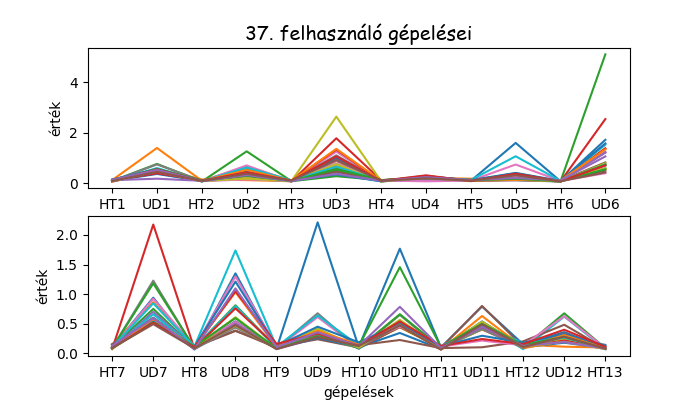 37. felhasználó gépelései
érték
4
2
0
HT1 UD1 HT2 UD2 HT3 UD3 HT4 UD4 HT5 UD5 HT6 UD6
érték
2.0
1.5
1.0
0.5
0.0
HT7 UD7 HT8 UD8 HT9 UD9 HT10 UD10 HT11 UD11 HT12 UD12 HT13
gépelések